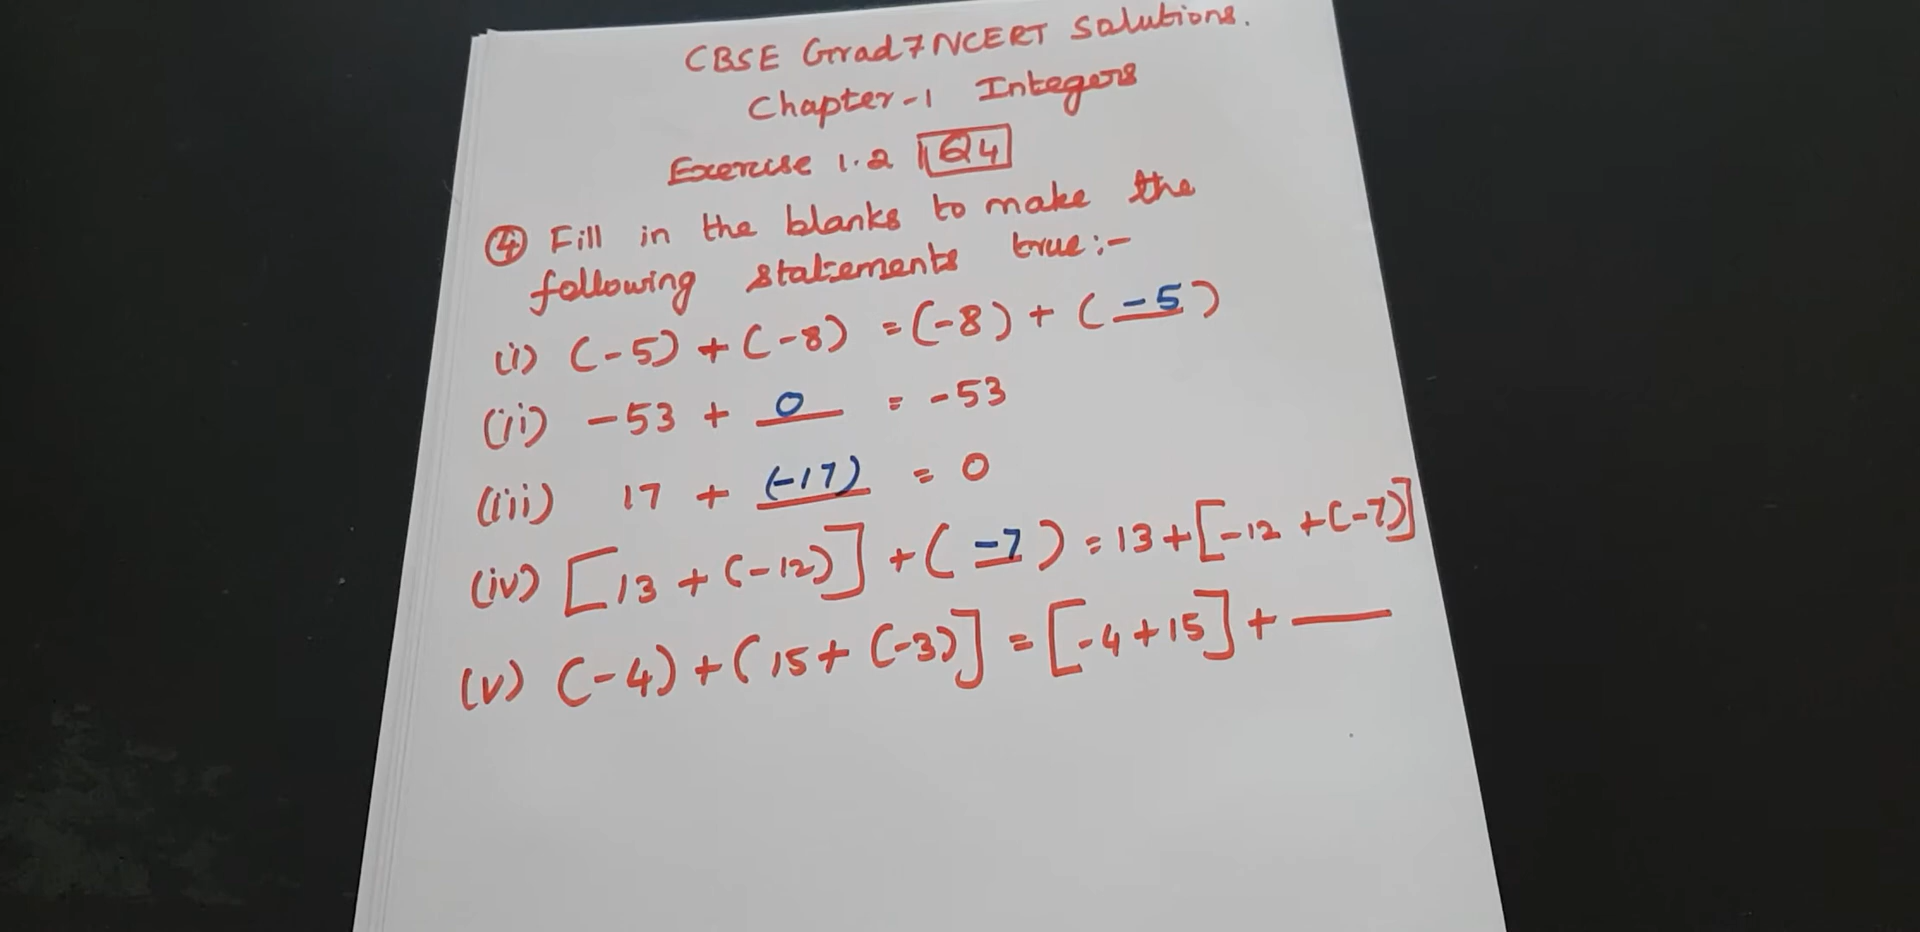 CBSE Grad7 NCERT Solutions.
Chapter-1 Integers
Exercise 1.2 Q4
④ Fill in the blanks to make the
following statements true:-
(i) (-5) + (-8) = (-8) + ( -5 )
(ii) -53 + 0 = -53
(iii) 17 + (-17) = 0
(iv) [13 + (-12)] + ( -7 ) = 13 + [-12 + (-7)]
(v) (-4) + (15 + (-3)] = [-4 + 15] + ___